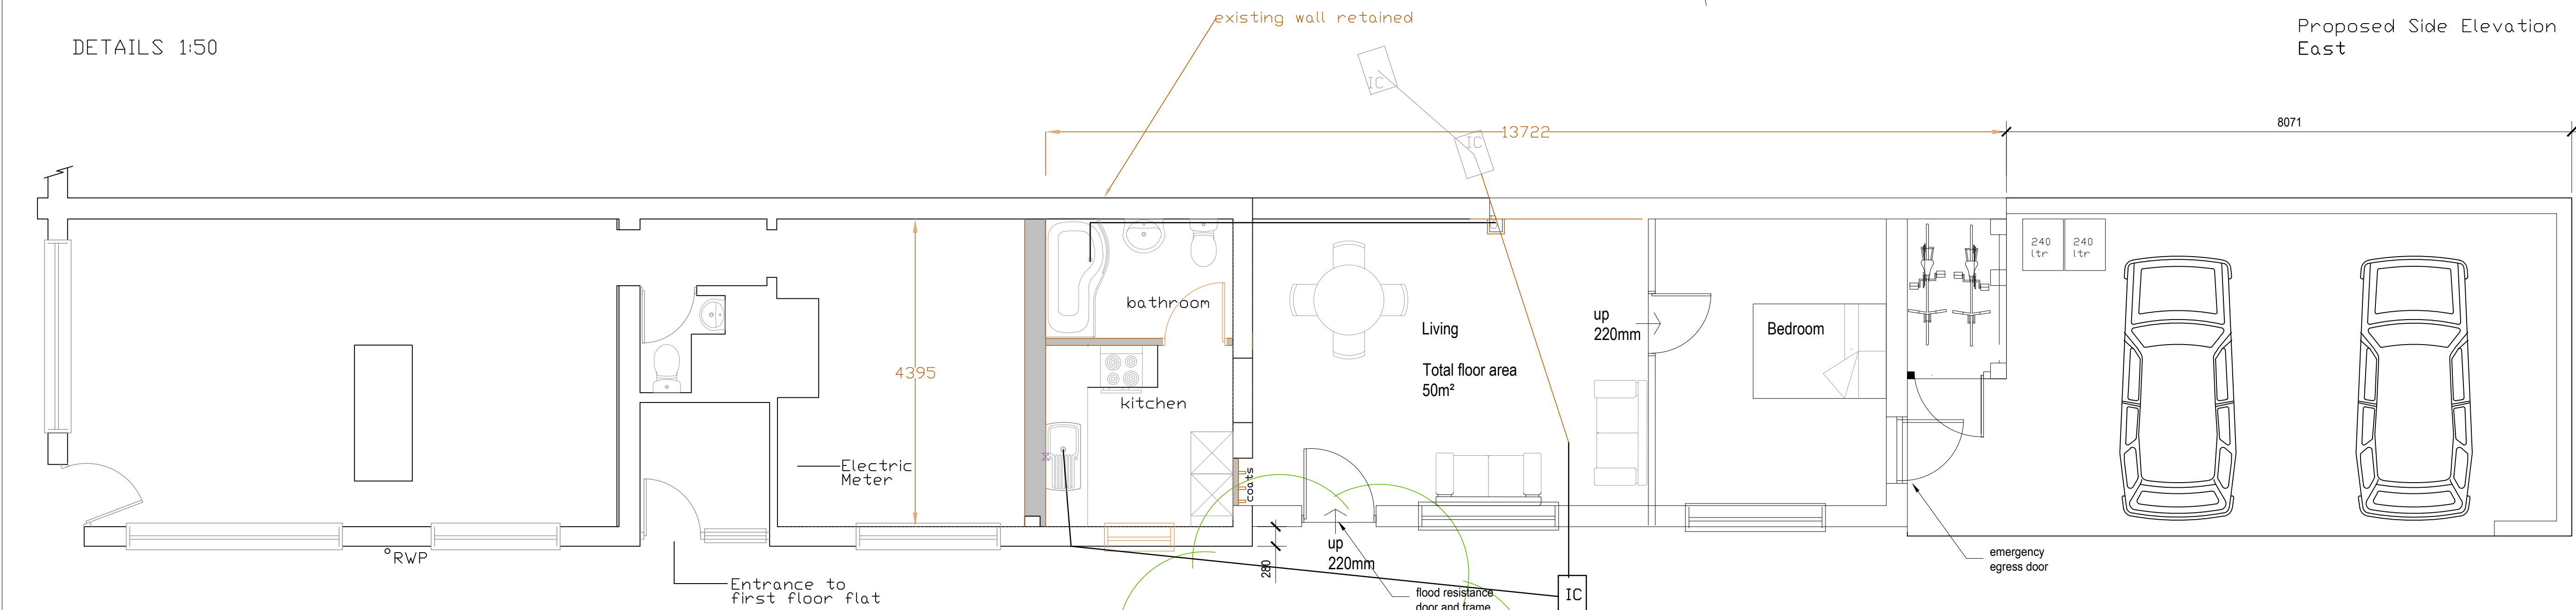 existing wall retained
Proposed Side Elevation
East
DETAILS 1:50
IC
IC
13722
8071
240
ltr
240
ltr
bathroom
up
220mm
Living
Bedroom
Total floor area
50m²
4395
kitchen
Electric
Meter
coats
°RWP
up
220mm
280
emergency
egress door
Entrance to
first floor flat
flood resistance
door and frame
IC